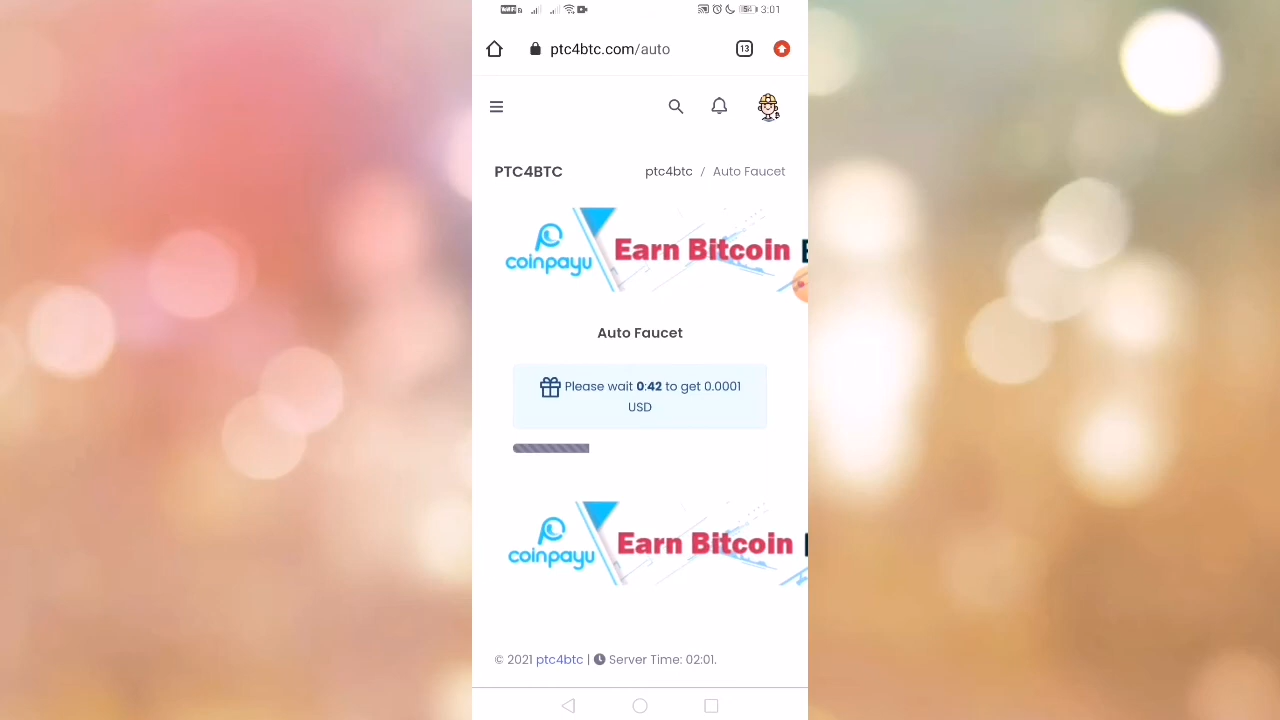 3:01
ptc4btc.com/auto
13
PTC4BTC
ptc4btc / Auto Faucet
coinpayu
Earn Bitcoin
Auto Faucet
Please wait 0:42 to get 0.0001
USD
coinpayu
Earn Bitcoin
© 2021 ptc4btc | Server Time: 02:01.